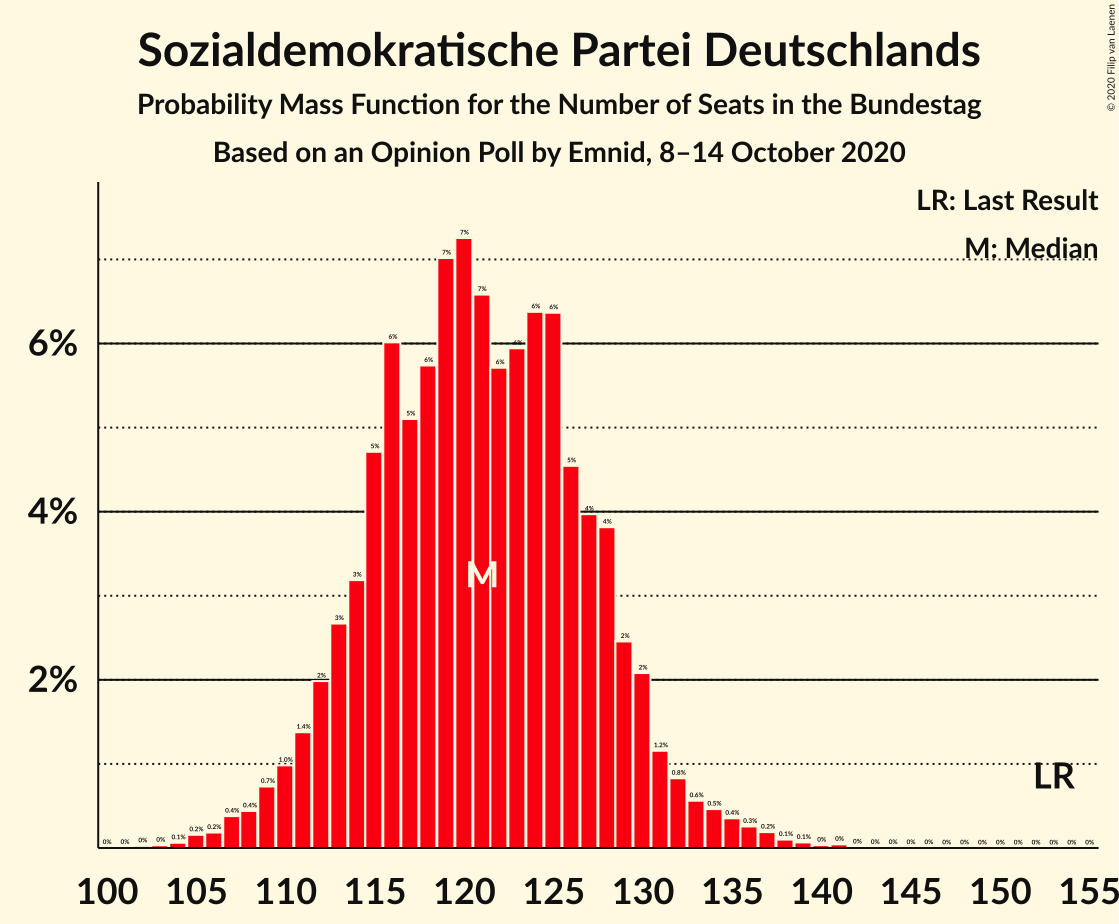 Sozialdemokratische Partei Deutschlands
Probability Mass Function for the Number of Seats in the Bundestag
Based on an Opinion Poll by Emnid, 8–14 October 2020
© 2020 Filip van Laenen
LR: Last Result
M: Median
6%
4%
2%
0% 0% 0% 0% 0.1% 0.2% 0.2% 0.4% 0.4% 0.7% 1.0% 1.4% 2% 3% 3% 5% 6% 5% 6% 7% 7% 7% 6% 6% 6% 6% 5% 4% 4% 2% 2% 1.2% 0.8% 0.6% 0.5% 0.4% 0.3% 0.2% 0.1% 0.1% 0% 0% 0% 0% 0% 0% 0% 0% 0% 0% 0% 0% 0% 0% 0% 0%
M
LR
100 105 110 115 120 125 130 135 140 145 150 155